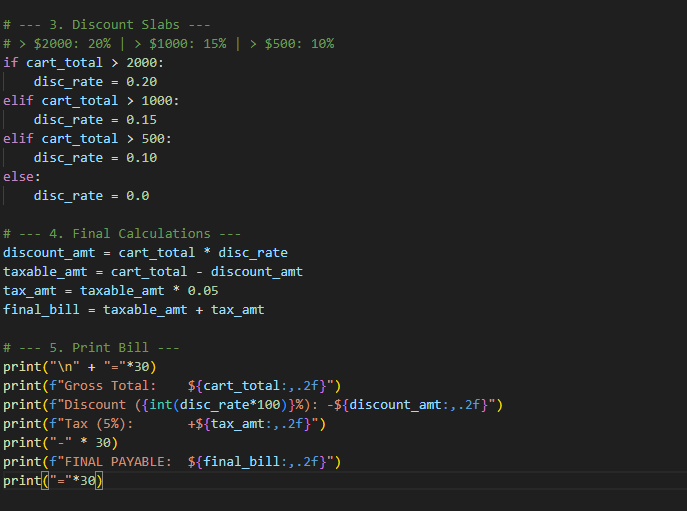 # --- 3. Discount Slabs ---
# > $2000: 20% | > $1000: 15% | > $500: 10%
if cart_total > 2000:
    disc_rate = 0.20
elif cart_total > 1000:
    disc_rate = 0.15
elif cart_total > 500:
    disc_rate = 0.10
else:
    disc_rate = 0.0

# --- 4. Final Calculations ---
discount_amt = cart_total * disc_rate
taxable_amt = cart_total - discount_amt
tax_amt = taxable_amt * 0.05
final_bill = taxable_amt + tax_amt

# --- 5. Print Bill ---
print("\n" + "="*30)
print(f"Gross Total:    ${cart_total:,.2f}")
print(f"Discount ({int(disc_rate*100)}%): -${discount_amt:,.2f}")
print(f"Tax (5%):       +${tax_amt:,.2f}")
print("-" * 30)
print(f"FINAL PAYABLE:  ${final_bill:,.2f}")
print("="*30)